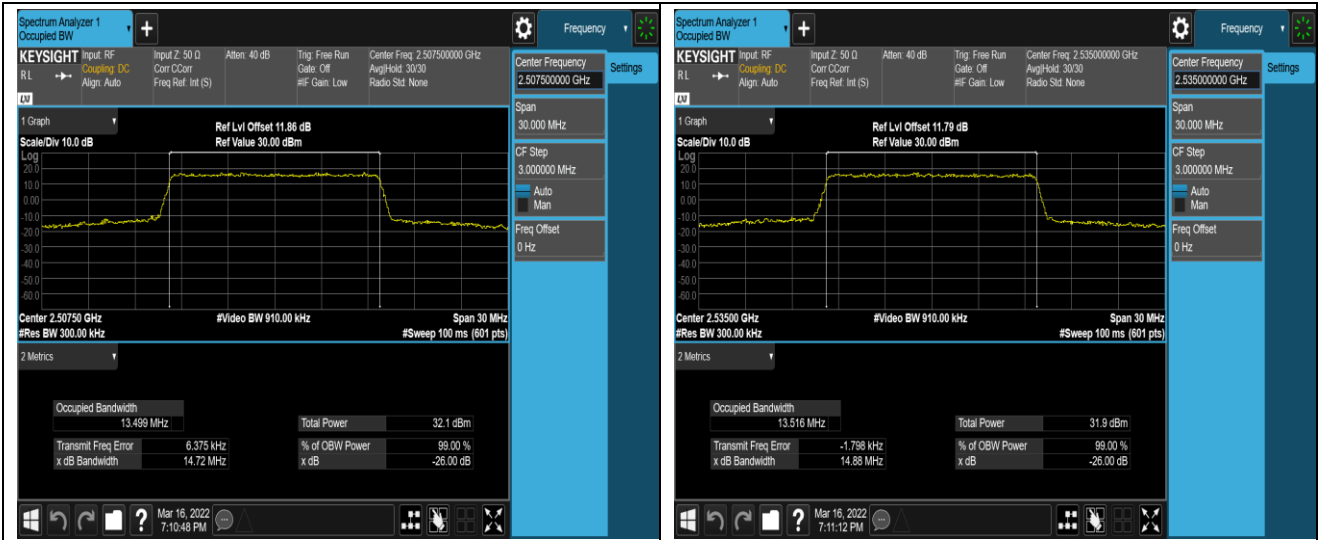 Spectrum Analyzer 1
Occupied BW
+
Frequency
KEYSIGHT
RL
LXI
Input: RF
Coupling: DC
Align: Auto
Input Z: 50 Ω
Corr CCorr
Freq Ref: Int (S)
Atten: 40 dB
Trig: Free Run
Gate: Off
#IF Gain: Low
Center Freq: 2.507500000 GHz
Avg|Hold: 30/30
Radio Std: None
Center Frequency
2.507500000 GHz
Settings
Span
30.000 MHz
CF Step
3.000000 MHz
Auto
Man
Freq Offset
0 Hz
1 Graph
Scale/Div 10.0 dB
Ref Lvl Offset 11.86 dB
Ref Value 30.00 dBm
Log
20.0
10.0
0.00
-10.0
-20.0
-30.0
-40.0
-50.0
-60.0
Center 2.50750 GHz
#Res BW 300.00 kHz
#Video BW 910.00 kHz
Span 30 MHz
#Sweep 100 ms (601 pts)
2 Metrics
Occupied Bandwidth
13.499 MHz
Total Power 32.1 dBm
Transmit Freq Error 6.375 kHz
% of OBW Power 99.00 %
x dB Bandwidth 14.72 MHz
x dB -26.00 dB
?
Mar 16, 2022
7:10:48 PM
Spectrum Analyzer 1
Occupied BW
+
Frequency
KEYSIGHT
RL
LXI
Input: RF
Coupling: DC
Align: Auto
Input Z: 50 Ω
Corr CCorr
Freq Ref: Int (S)
Atten: 40 dB
Trig: Free Run
Gate: Off
#IF Gain: Low
Center Freq: 2.535000000 GHz
Avg|Hold: 30/30
Radio Std: None
Center Frequency
2.535000000 GHz
Settings
Span
30.000 MHz
CF Step
3.000000 MHz
Auto
Man
Freq Offset
0 Hz
1 Graph
Scale/Div 10.0 dB
Ref Lvl Offset 11.79 dB
Ref Value 30.00 dBm
Log
20.0
10.0
0.00
-10.0
-20.0
-30.0
-40.0
-50.0
-60.0
Center 2.53500 GHz
#Res BW 300.00 kHz
#Video BW 910.00 kHz
Span 30 MHz
#Sweep 100 ms (601 pts)
2 Metrics
Occupied Bandwidth
13.516 MHz
Total Power 31.9 dBm
Transmit Freq Error -1.798 kHz
% of OBW Power 99.00 %
x dB Bandwidth 14.88 MHz
x dB -26.00 dB
?
Mar 16, 2022
7:11:12 PM